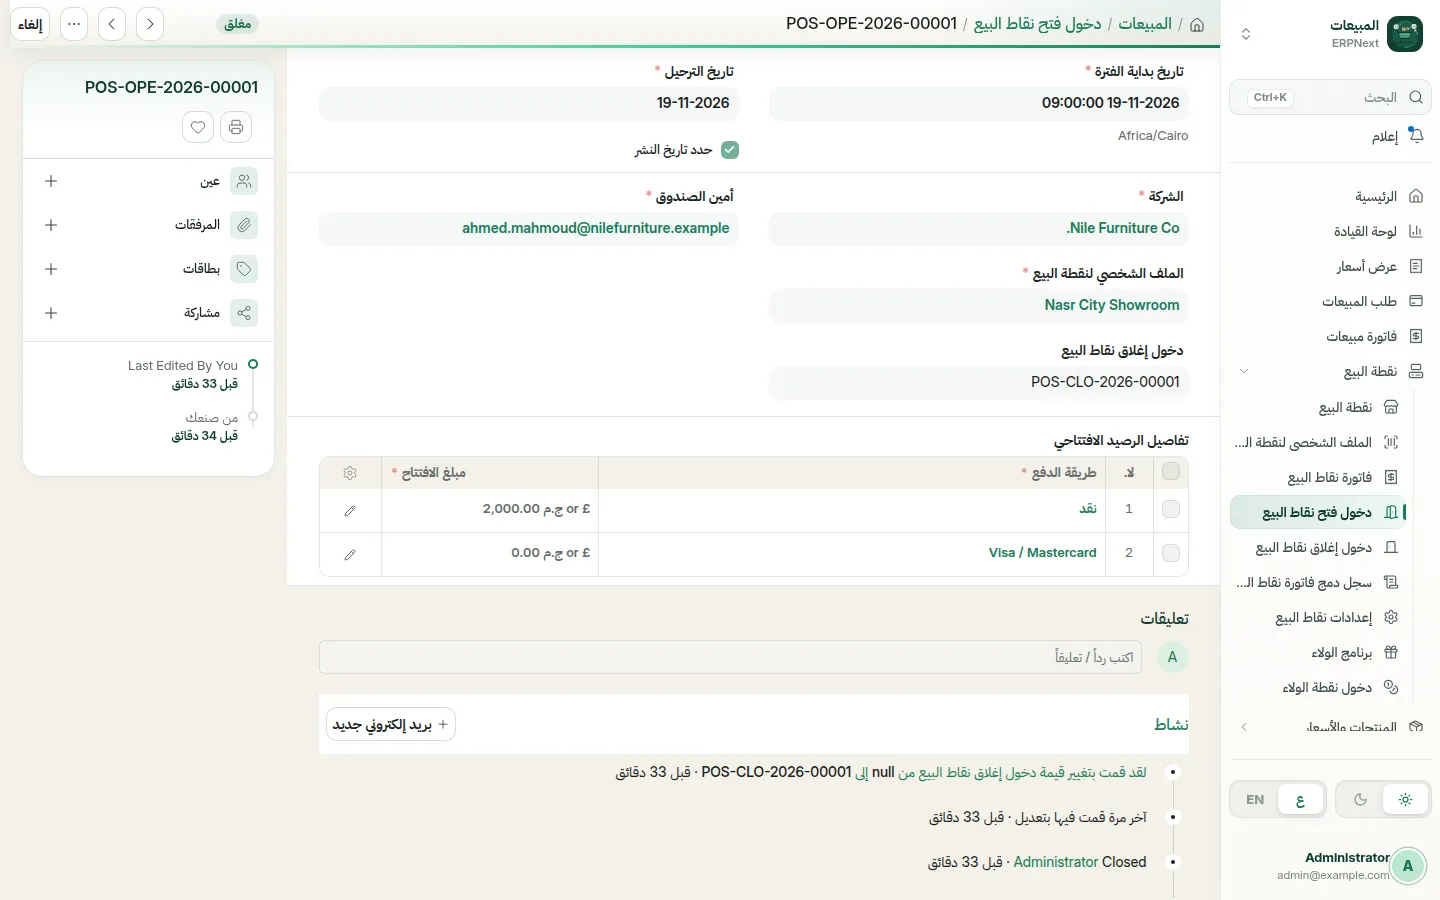 المبيعات
ERPNext
البحث
Ctrl+K
إعلام
الرئيسية
لوحة القيادة
عرض أسعار
طلب المبيعات
فاتورة مبيعات
نقطة البيع
نقطة البيع
الملف الشخصي لنقطة الـ...
فاتورة نقاط البيع
دخول فتح نقاط البيع
دخول إغلاق نقاط البيع
سجل دمج فاتورة نقاط الـ...
إعدادات نقاط البيع
برنامج الولاء
دخول نقطة الولاء
المنتجات والأسعار
ع
EN
Administrator
admin@example.com
A
/ المبيعات / دخول فتح نقاط البيع / POS-OPE-2026-00001
مغلق
إلغاء
تاريخ بداية الفترة *
19-11-2026 09:00:00
Africa/Cairo
تاريخ الترحيل *
19-11-2026
حدد تاريخ النشر
الشركة *
Nile Furniture Co.
أمين الصندوق *
ahmed.mahmoud@nilefurniture.example
الملف الشخصي لنقطة البيع *
Nasr City Showroom
دخول إغلاق نقاط البيع
POS-CLO-2026-00001
تفاصيل الرصيد الافتتاحي
لا. طريقة الدفع * مبلغ الافتتاح *
1 نقد £ or ج.م 2,000.00
2 Visa / Mastercard £ or ج.م 0.00
تعليقات
A
اكتب رداً / تعليقاً
نشاط
+ بريد إلكتروني جديد
لقد قمت بتغيير قيمة دخول إغلاق نقاط البيع من null إلى POS-CLO-2026-00001 · قبل 33 دقائق
آخر مرة قمت فيها بتعديل · قبل 33 دقائق
Administrator Closed · قبل 33 دقائق
POS-OPE-2026-00001
عين
المرفقات
بطاقات
مشاركة
Last Edited By You
قبل 33 دقائق
من صنعك
قبل 34 دقائق